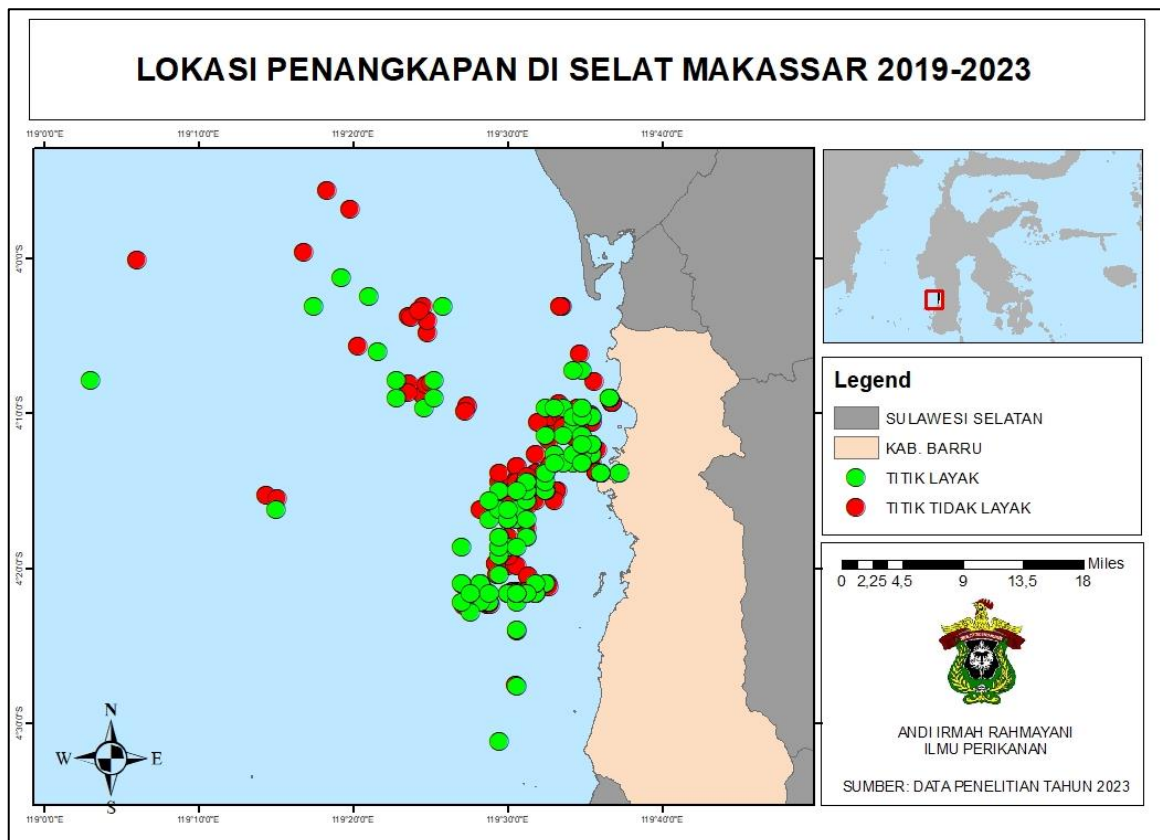 LOKASI PENANGKAPAN DI SELAT MAKASSAR 2019-2023
119°0'0"E 119°10'0"E 119°20'0"E 119°30'0"E 119°40'0"E
4°0'0"S
4°10'0"S
4°20'0"S
4°30'0"S
N
W E
S
119°0'0"E 119°10'0"E 119°20'0"E 119°30'0"E 119°40'0"E
Legend
SULAWESI SELATAN
KAB. BARRU
TITIK LAYAK
TITIK TIDAK LAYAK
Miles
0 2,25 4,5 9 13,5 18
ANDI IRMAH RAHMAYANI
ILMU PERIKANAN
SUMBER: DATA PENELITIAN TAHUN 2023